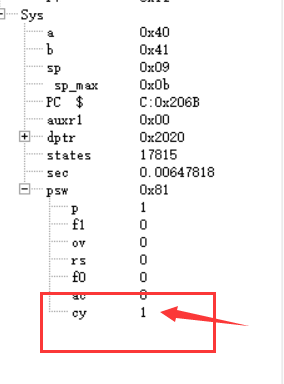 Sys
a 0x40
b 0x41
sp 0x09
sp_max 0x0b
PC $ C:0x206B
auxr1 0x00
dptr 0x2020
states 17815
sec 0.00647818
psw 0x81
p 1
f1 0
ov 0
rs 0
f0 0
ac 0
cy 1